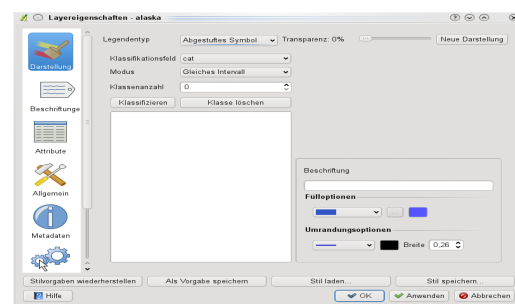 Layereigenschaften - alaska
Darstellung
Beschriftunge
Attribute
Allgemein
Metadaten
Legendentyp Abgestuftes Symbol Transparenz: 0% Neue Darstellung
Klassifikationsfeld cat
Modus Gleiches Intervall
Klassenanzahl 0
Klassifizieren Klasse löschen
Beschriftung
Fülloptionen
Umrandungsoptionen
Breite 0,26
Stilvorgaben wiederherstellen Als Vorgabe speichern Stil laden... Stil speichern...
Hilfe OK Anwenden Abbrechen